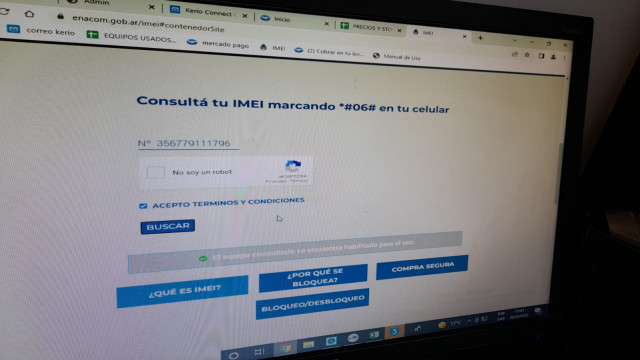 Admin
Kerio Connect
Inicio
PRECIOS Y STO
IMEI
enacom.gob.ar/imei#contenedorSite
correo kerio
EQUIPOS USADOS...
mercado pago
IMEI
(2) Cobrar en tu loc...
Manual de Uso
Consultá tu IMEI marcando *#06# en tu celular
N° 356779111796
No soy un robot
reCAPTCHA
Privacidad - Términos
ACEPTO TERMINOS Y CONDICIONES
BUSCAR
El equipo consultado se encuentra habilitado para el uso.
¿QUÉ ES IMEI?
¿POR QUÉ SE
BLOQUEA?
COMPRA SEGURA
BLOQUEO/DESBLOQUEO
17°C
ESP